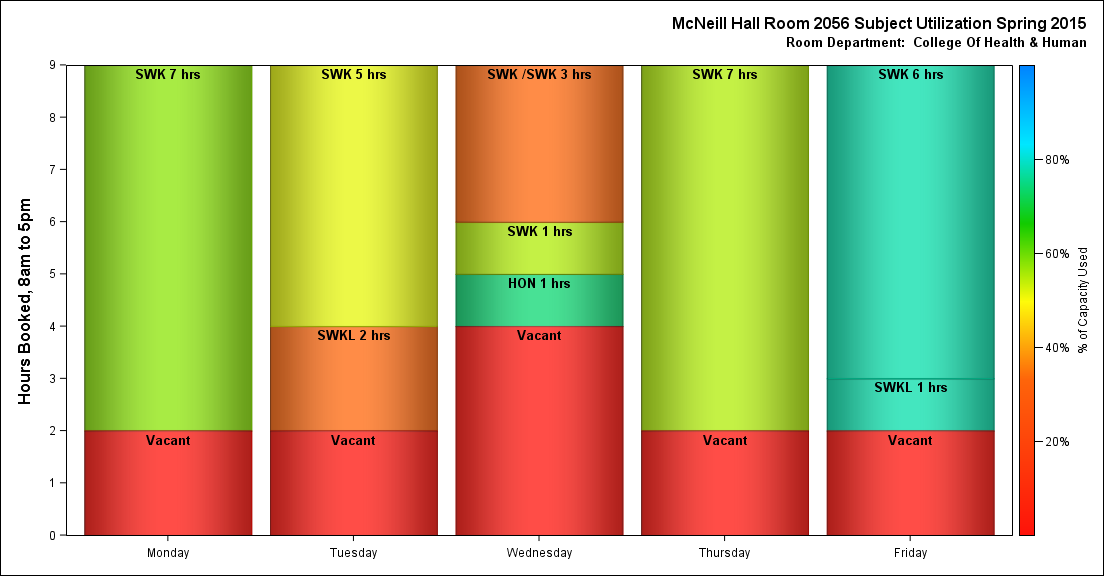 McNeill Hall Room 2056 Subject Utilization Spring 2015
Room Department:  College Of Health & Human
Hours Booked, 8am to 5pm
9
8
7
6
5
4
3
2
1
0
SWK 7 hrs
Vacant
SWK 5 hrs
SWKL 2 hrs
Vacant
SWK /SWK 3 hrs
SWK 1 hrs
HON 1 hrs
Vacant
SWK 7 hrs
Vacant
SWK 6 hrs
SWKL 1 hrs
Vacant
Monday
Tuesday
Wednesday
Thursday
Friday
80%
60%
40%
20%
% of Capacity Used